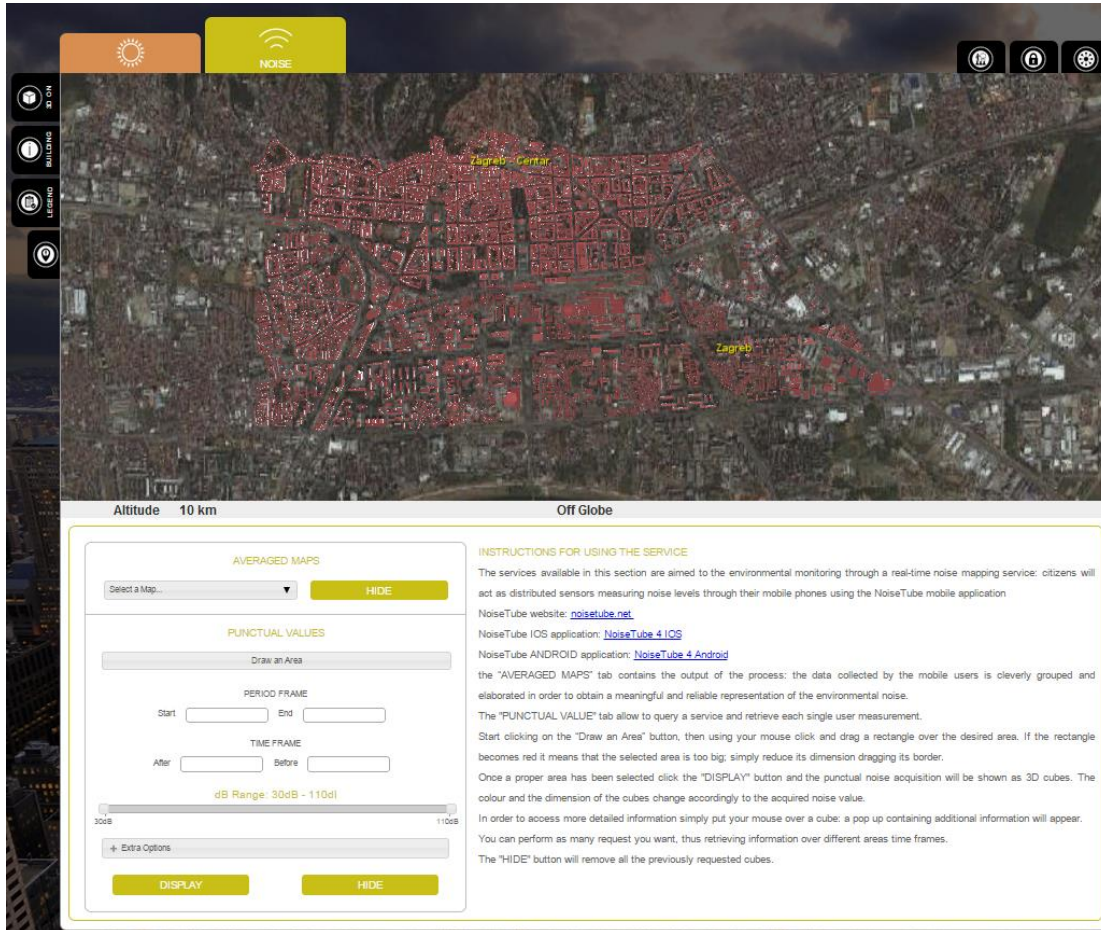 NOISE
3D ON
BUILDING
LEGEND
Zagreb - Centar
Zagreb
Altitude 10 km Off Globe
AVERAGED MAPS
Select a Map... HIDE
PUNCTUAL VALUES
Draw an Area
PERIOD FRAME
Start End
TIME FRAME
After Before
dB Range: 30dB - 110dl
30dB 110dB
+ Extra Options
DISPLAY HIDE
INSTRUCTIONS FOR USING THE SERVICE
The services available in this section are aimed to the environmental monitoring through a real-time noise mapping service: citizens will
act as distributed sensors measuring noise levels through their mobile phones using the NoiseTube mobile application
NoiseTube website: noisetube.net
NoiseTube IOS application: NoiseTube 4 IOS
NoiseTube ANDROID application: NoiseTube 4 Android
the "AVERAGED MAPS" tab contains the output of the process: the data collected by the mobile users is cleverly grouped and
elaborated in order to obtain a meaningful and reliable representation of the environmental noise.
The "PUNCTUAL VALUE" tab allow to query a service and retrieve each single user measurement.
Start clicking on the "Draw an Area" button, then using your mouse click and drag a rectangle over the desired area. If the rectangle
becomes red it means that the selected area is too big; simply reduce its dimension dragging its border.
Once a proper area has been selected click the "DISPLAY" button and the punctual noise acquisition will be shown as 3D cubes. The
colour and the dimension of the cubes change accordingly to the acquired noise value.
In order to access more detailed information simply put your mouse over a cube: a pop up containing additional information will appear.
You can perform as many request you want, thus retrieving information over different areas time frames.
The "HIDE" button will remove all the previously requested cubes.